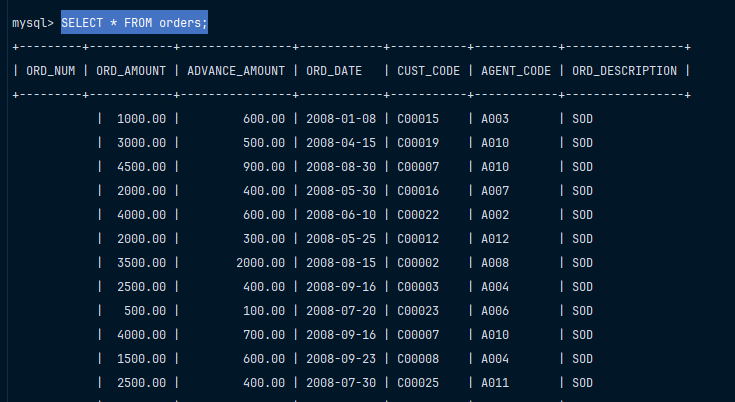 mysql> SELECT * FROM orders;
+---------+------------+----------------+------------+-----------+------------+-----------------+
| ORD_NUM | ORD_AMOUNT | ADVANCE_AMOUNT | ORD_DATE   | CUST_CODE | AGENT_CODE | ORD_DESCRIPTION |
+---------+------------+----------------+------------+-----------+------------+-----------------+
| 1000.00 | 600.00 | 2008-01-08 | C00015 | A003 | SOD
| 3000.00 | 500.00 | 2008-04-15 | C00019 | A010 | SOD
| 4500.00 | 900.00 | 2008-08-30 | C00007 | A010 | SOD
| 2000.00 | 400.00 | 2008-05-30 | C00016 | A007 | SOD
| 4000.00 | 600.00 | 2008-06-10 | C00022 | A002 | SOD
| 2000.00 | 300.00 | 2008-05-25 | C00012 | A012 | SOD
| 3500.00 | 2000.00 | 2008-08-15 | C00002 | A008 | SOD
| 2500.00 | 400.00 | 2008-09-16 | C00003 | A004 | SOD
| 500.00 | 100.00 | 2008-07-20 | C00023 | A006 | SOD
| 4000.00 | 700.00 | 2008-09-16 | C00007 | A010 | SOD
| 1500.00 | 600.00 | 2008-09-23 | C00008 | A004 | SOD
| 2500.00 | 400.00 | 2008-07-30 | C00025 | A011 | SOD